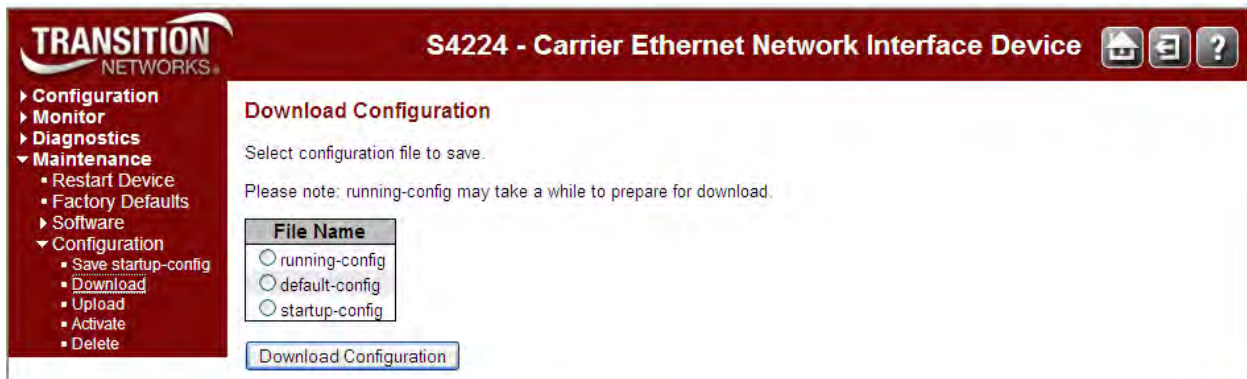 TRANSITION
NETWORKS®
S4224 - Carrier Ethernet Network Interface Device
?
Configuration
Monitor
Diagnostics
Maintenance
Restart Device
Factory Defaults
Software
Configuration
Save startup-config
Download
Upload
Activate
Delete
Download Configuration
Select configuration file to save.
Please note: running-config may take a while to prepare for download.
File Name
running-config
default-config
startup-config
Download Configuration